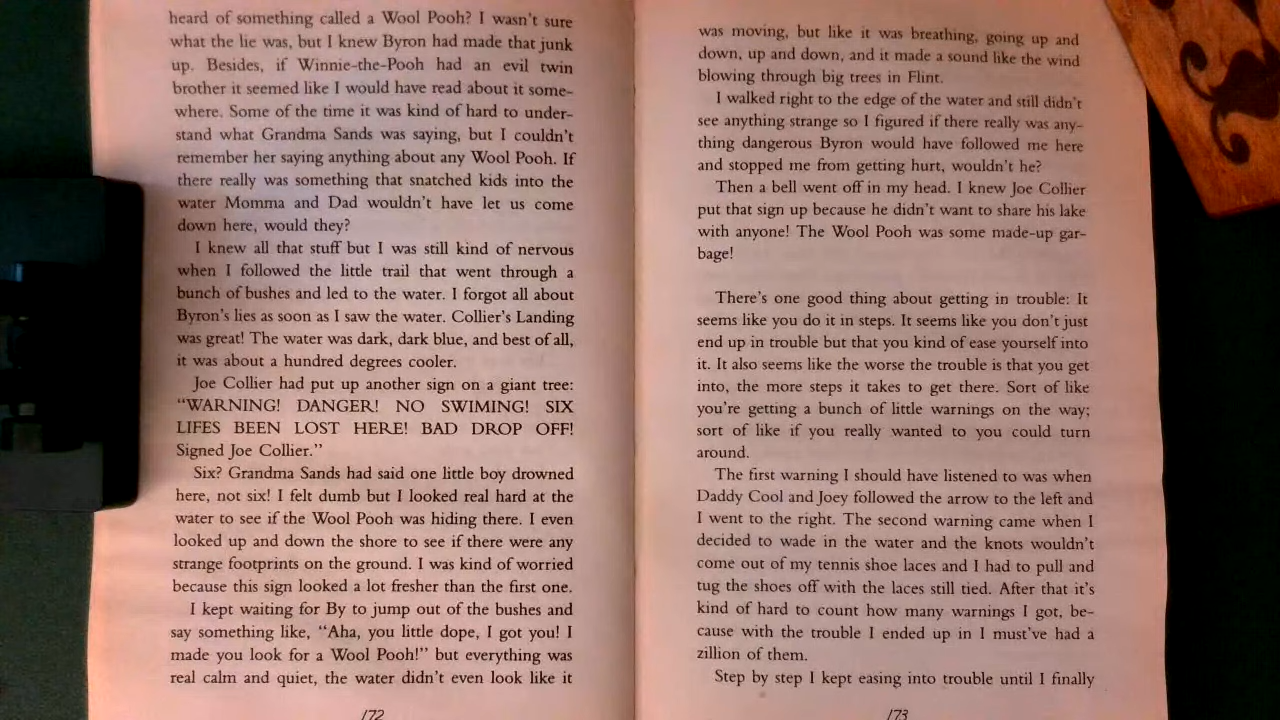 heard of something called a Wool Pooh? I wasn't sure
what the lie was, but I knew Byron had made that junk
up. Besides, if Winnie-the-Pooh had an evil twin
brother it seemed like I would have read about it some-
where. Some of the time it was kind of hard to under-
stand what Grandma Sands was saying, but I couldn't
remember her saying anything about any Wool Pooh. If
there really was something that snatched kids into the
water Momma and Dad wouldn't have let us come
down here, would they?
I knew all that stuff but I was still kind of nervous
when I followed the little trail that went through a
bunch of bushes and led to the water. I forgot all about
Byron's lies as soon as I saw the water. Collier's Landing
was great! The water was dark, dark blue, and best of all,
it was about a hundred degrees cooler.
Joe Collier had put up another sign on a giant tree:
“WARNING! DANGER! NO SWIMING! SIX
LIFES BEEN LOST HERE! BAD DROP OFF!
Signed Joe Collier.”
Six? Grandma Sands had said one little boy drowned
here, not six! I felt dumb but I looked real hard at the
water to see if the Wool Pooh was hiding there. I even
looked up and down the shore to see if there were any
strange footprints on the ground. I was kind of worried
because this sign looked a lot fresher than the first one.
I kept waiting for By to jump out of the bushes and
say something like, “Aha, you little dope, I got you! I
made you look for a Wool Pooh!” but everything was
real calm and quiet, the water didn't even look like it
172
was moving, but like it was breathing, going up and
down, up and down, and it made a sound like the wind
blowing through big trees in Flint.
I walked right to the edge of the water and still didn't
see anything strange so I figured if there really was any-
thing dangerous Byron would have followed me here
and stopped me from getting hurt, wouldn't he?
Then a bell went off in my head. I knew Joe Collier
put that sign up because he didn't want to share his lake
with anyone! The Wool Pooh was some made-up gar-
bage!
There's one good thing about getting in trouble: It
seems like you do it in steps. It seems like you don't just
end up in trouble but that you kind of ease yourself into
it. It also seems like the worse the trouble is that you get
into, the more steps it takes to get there. Sort of like
you're getting a bunch of little warnings on the way;
sort of like if you really wanted to you could turn
around.
The first warning I should have listened to was when
Daddy Cool and Joey followed the arrow to the left and
I went to the right. The second warning came when I
decided to wade in the water and the knots wouldn't
come out of my tennis shoe laces and I had to pull and
tug the shoes off with the laces still tied. After that it's
kind of hard to count how many warnings I got, be-
cause with the trouble I ended up in I must've had a
zillion of them.
Step by step I kept easing into trouble until I finally
173